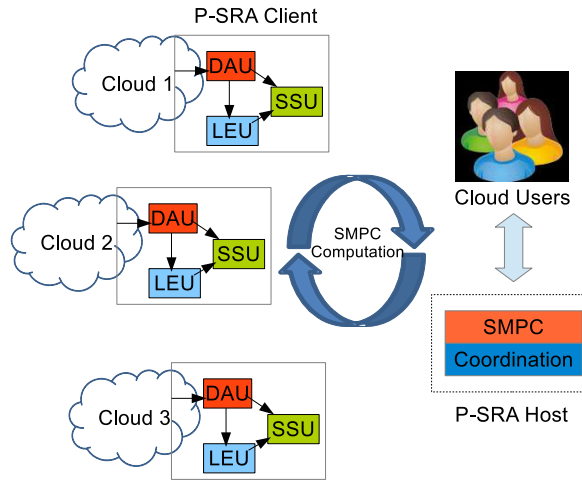 P-SRA Client
Cloud 1
DAU
SSU
LEU
Cloud 2
DAU
SSU
LEU
Cloud 3
DAU
SSU
LEU
SMPC
Computation
Cloud Users
SMPC
Coordination
P-SRA Host